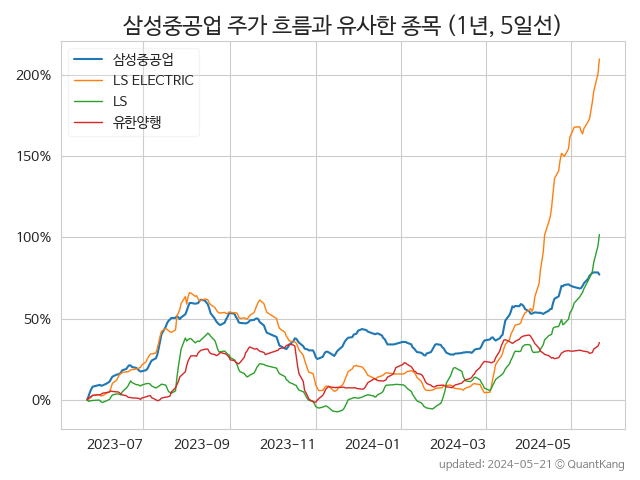 삼성중공업 주가 흐름과 유사한 종목 (1년, 5일선)
삼성중공업
LS ELECTRIC
LS
유한양행
200%
150%
100%
50%
0%
2023-07 2023-09 2023-11 2024-01 2024-03 2024-05
updated: 2024-05-21 © QuantKang